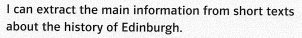 I can extract the main information from short texts
about the history of Edinburgh.